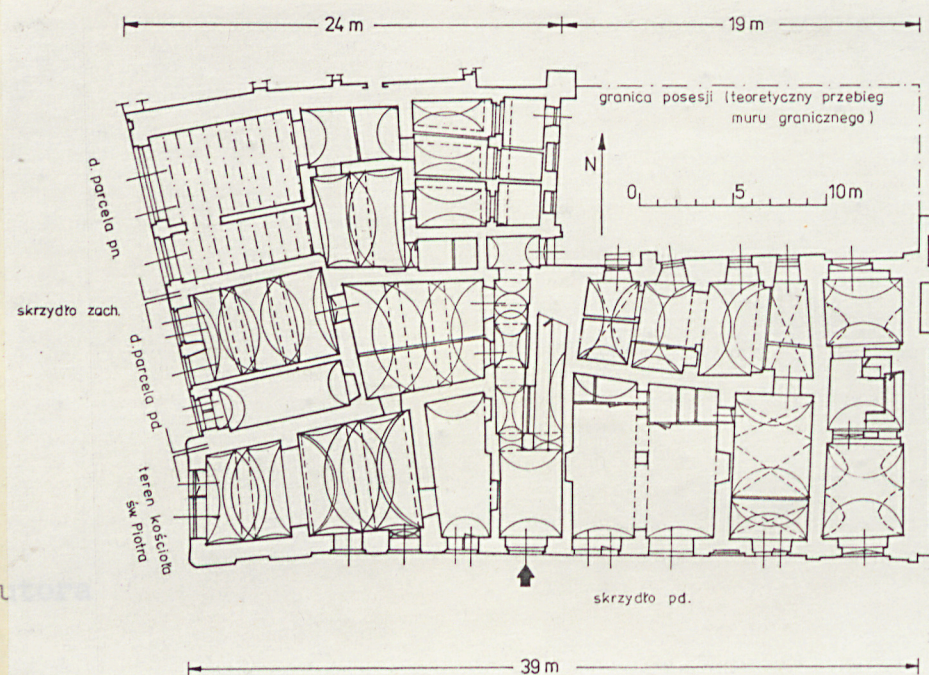 24 m
19 m
granica posesji (teoretyczny przebieg
muru granicznego)
N
0 5 10 m
d. parcela pn.
skrzydło zach.
d. parcela pd.
teren kościoła
św. Piotra
utora
skrzydło pd.
39 m